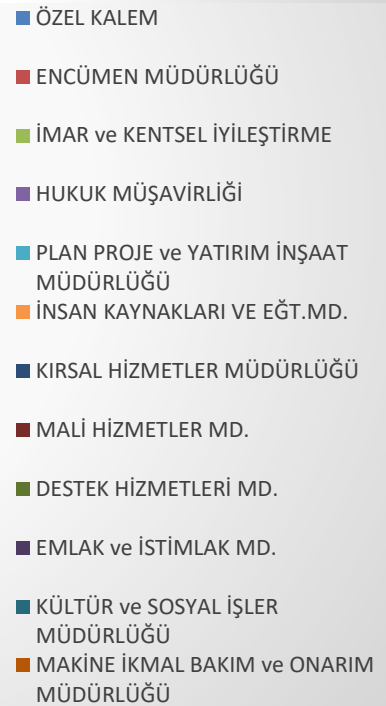 ÖZEL KALEM
ENCÜMEN MÜDÜRLÜĞÜ
İMAR ve KENTSEL İYİLEŞTİRME
HUKUK MÜŞAVİRLİĞİ
PLAN PROJE ve YATIRIM İNŞAAT
MÜDÜRLÜĞÜ
İNSAN KAYNAKLARI VE EĞT.MD.
KIRSAL HİZMETLER MÜDÜRLÜĞÜ
MALİ HİZMETLER MD.
DESTEK HİZMETLERİ MD.
EMLAK ve İSTİMLAK MD.
KÜLTÜR ve SOSYAL İŞLER
MÜDÜRLÜĞÜ
MAKİNE İKMAL BAKIM ve ONARIM
MÜDÜRLÜĞÜ